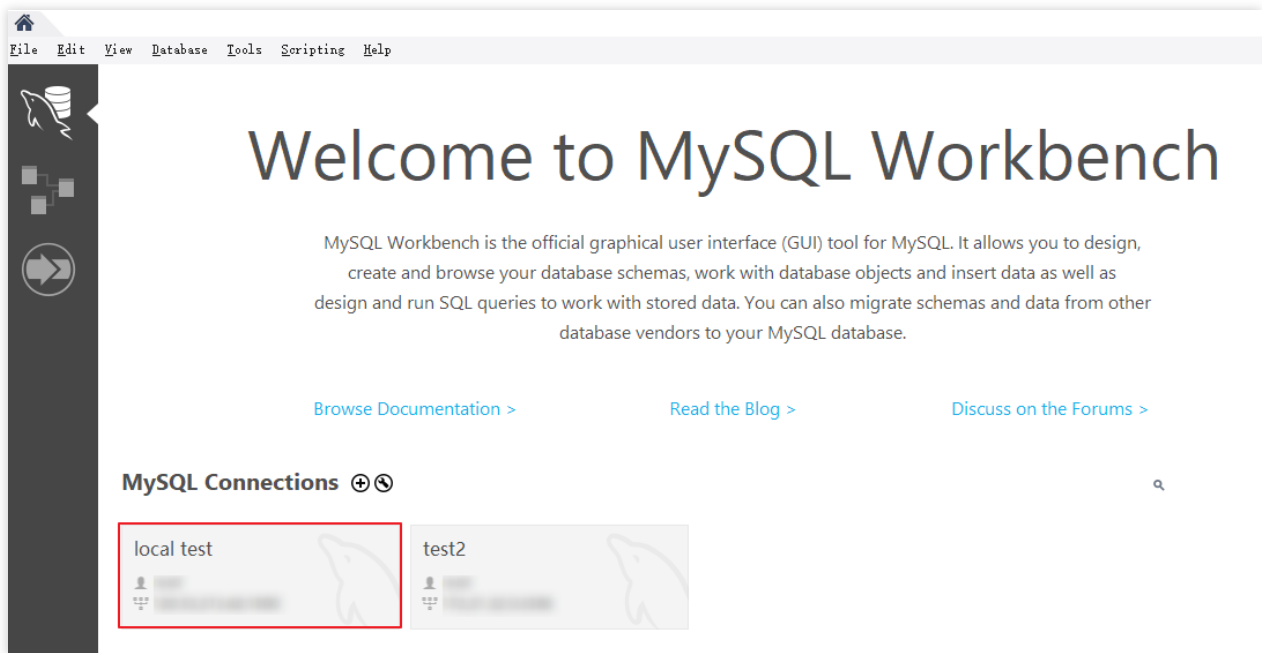 File Edit View Database Tools Scripting Help
Welcome to MySQL Workbench
MySQL Workbench is the official graphical user interface (GUI) tool for MySQL. It allows you to design,
create and browse your database schemas, work with database objects and insert data as well as
design and run SQL queries to work with stored data. You can also migrate schemas and data from other
database vendors to your MySQL database.
Browse Documentation > Read the Blog > Discuss on the Forums >
MySQL Connections
local test test2